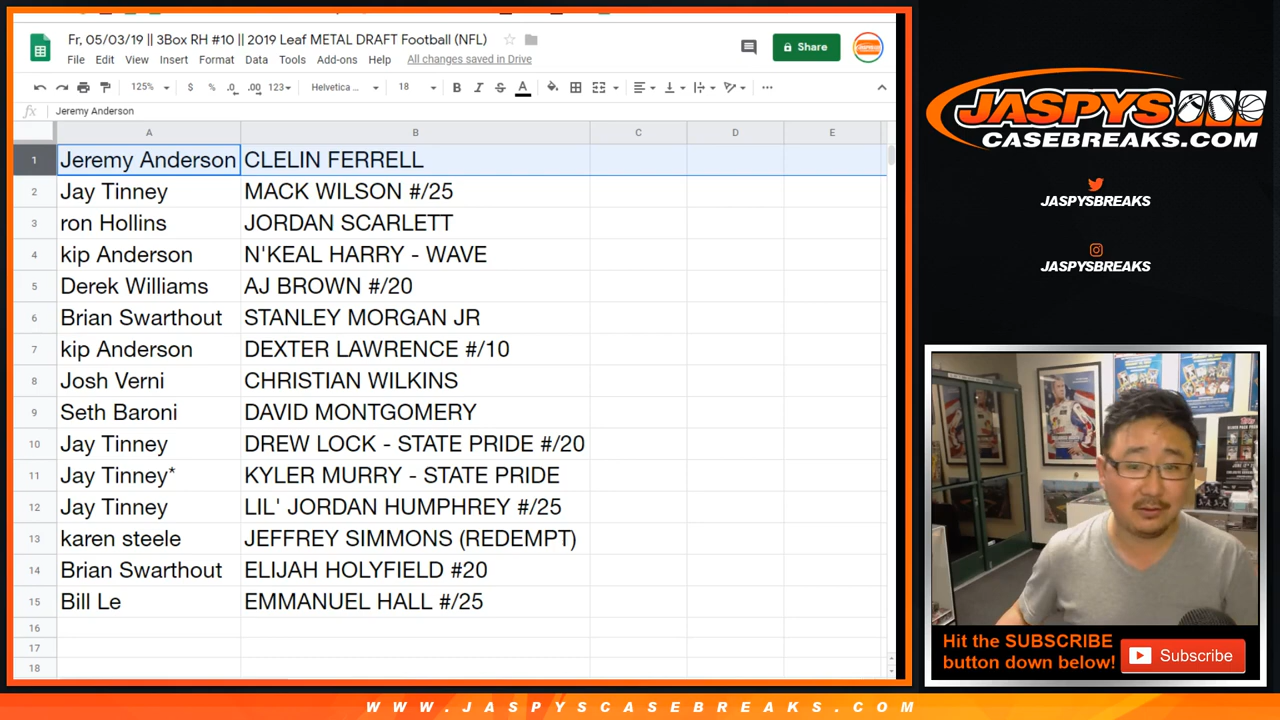 Fr, 05/03/19 || 3Box RH #10 || 2019 Leaf METAL DRAFT Football (NFL)
File Edit View Insert Format Data Tools Add-ons Help All changes saved in Drive
Share
125% $ % .0 .00 123 Helvetica ... 18 B I S A
fx Jeremy Anderson
A B C D E
1 Jeremy Anderson CLELIN FERRELL
2 Jay Tinney MACK WILSON #/25
3 ron Hollins JORDAN SCARLETT
4 kip Anderson N'KEAL HARRY - WAVE
5 Derek Williams AJ BROWN #/20
6 Brian Swarthout STANLEY MORGAN JR
7 kip Anderson DEXTER LAWRENCE #/10
8 Josh Verni CHRISTIAN WILKINS
9 Seth Baroni DAVID MONTGOMERY
10 Jay Tinney DREW LOCK - STATE PRIDE #/20
11 Jay Tinney* KYLER MURRY - STATE PRIDE
12 Jay Tinney LIL' JORDAN HUMPHREY #/25
13 karen steele JEFFREY SIMMONS (REDEMPT)
14 Brian Swarthout ELIJAH HOLYFIELD #20
15 Bill Le EMMANUEL HALL #/25
16
17
18
JASPYS
CASEBREAKS.COM
JASPYSBREAKS
JASPYSBREAKS
Hit the SUBSCRIBE
button down below!
Subscribe
WWW.JASPYSCASEBREAKS.COM